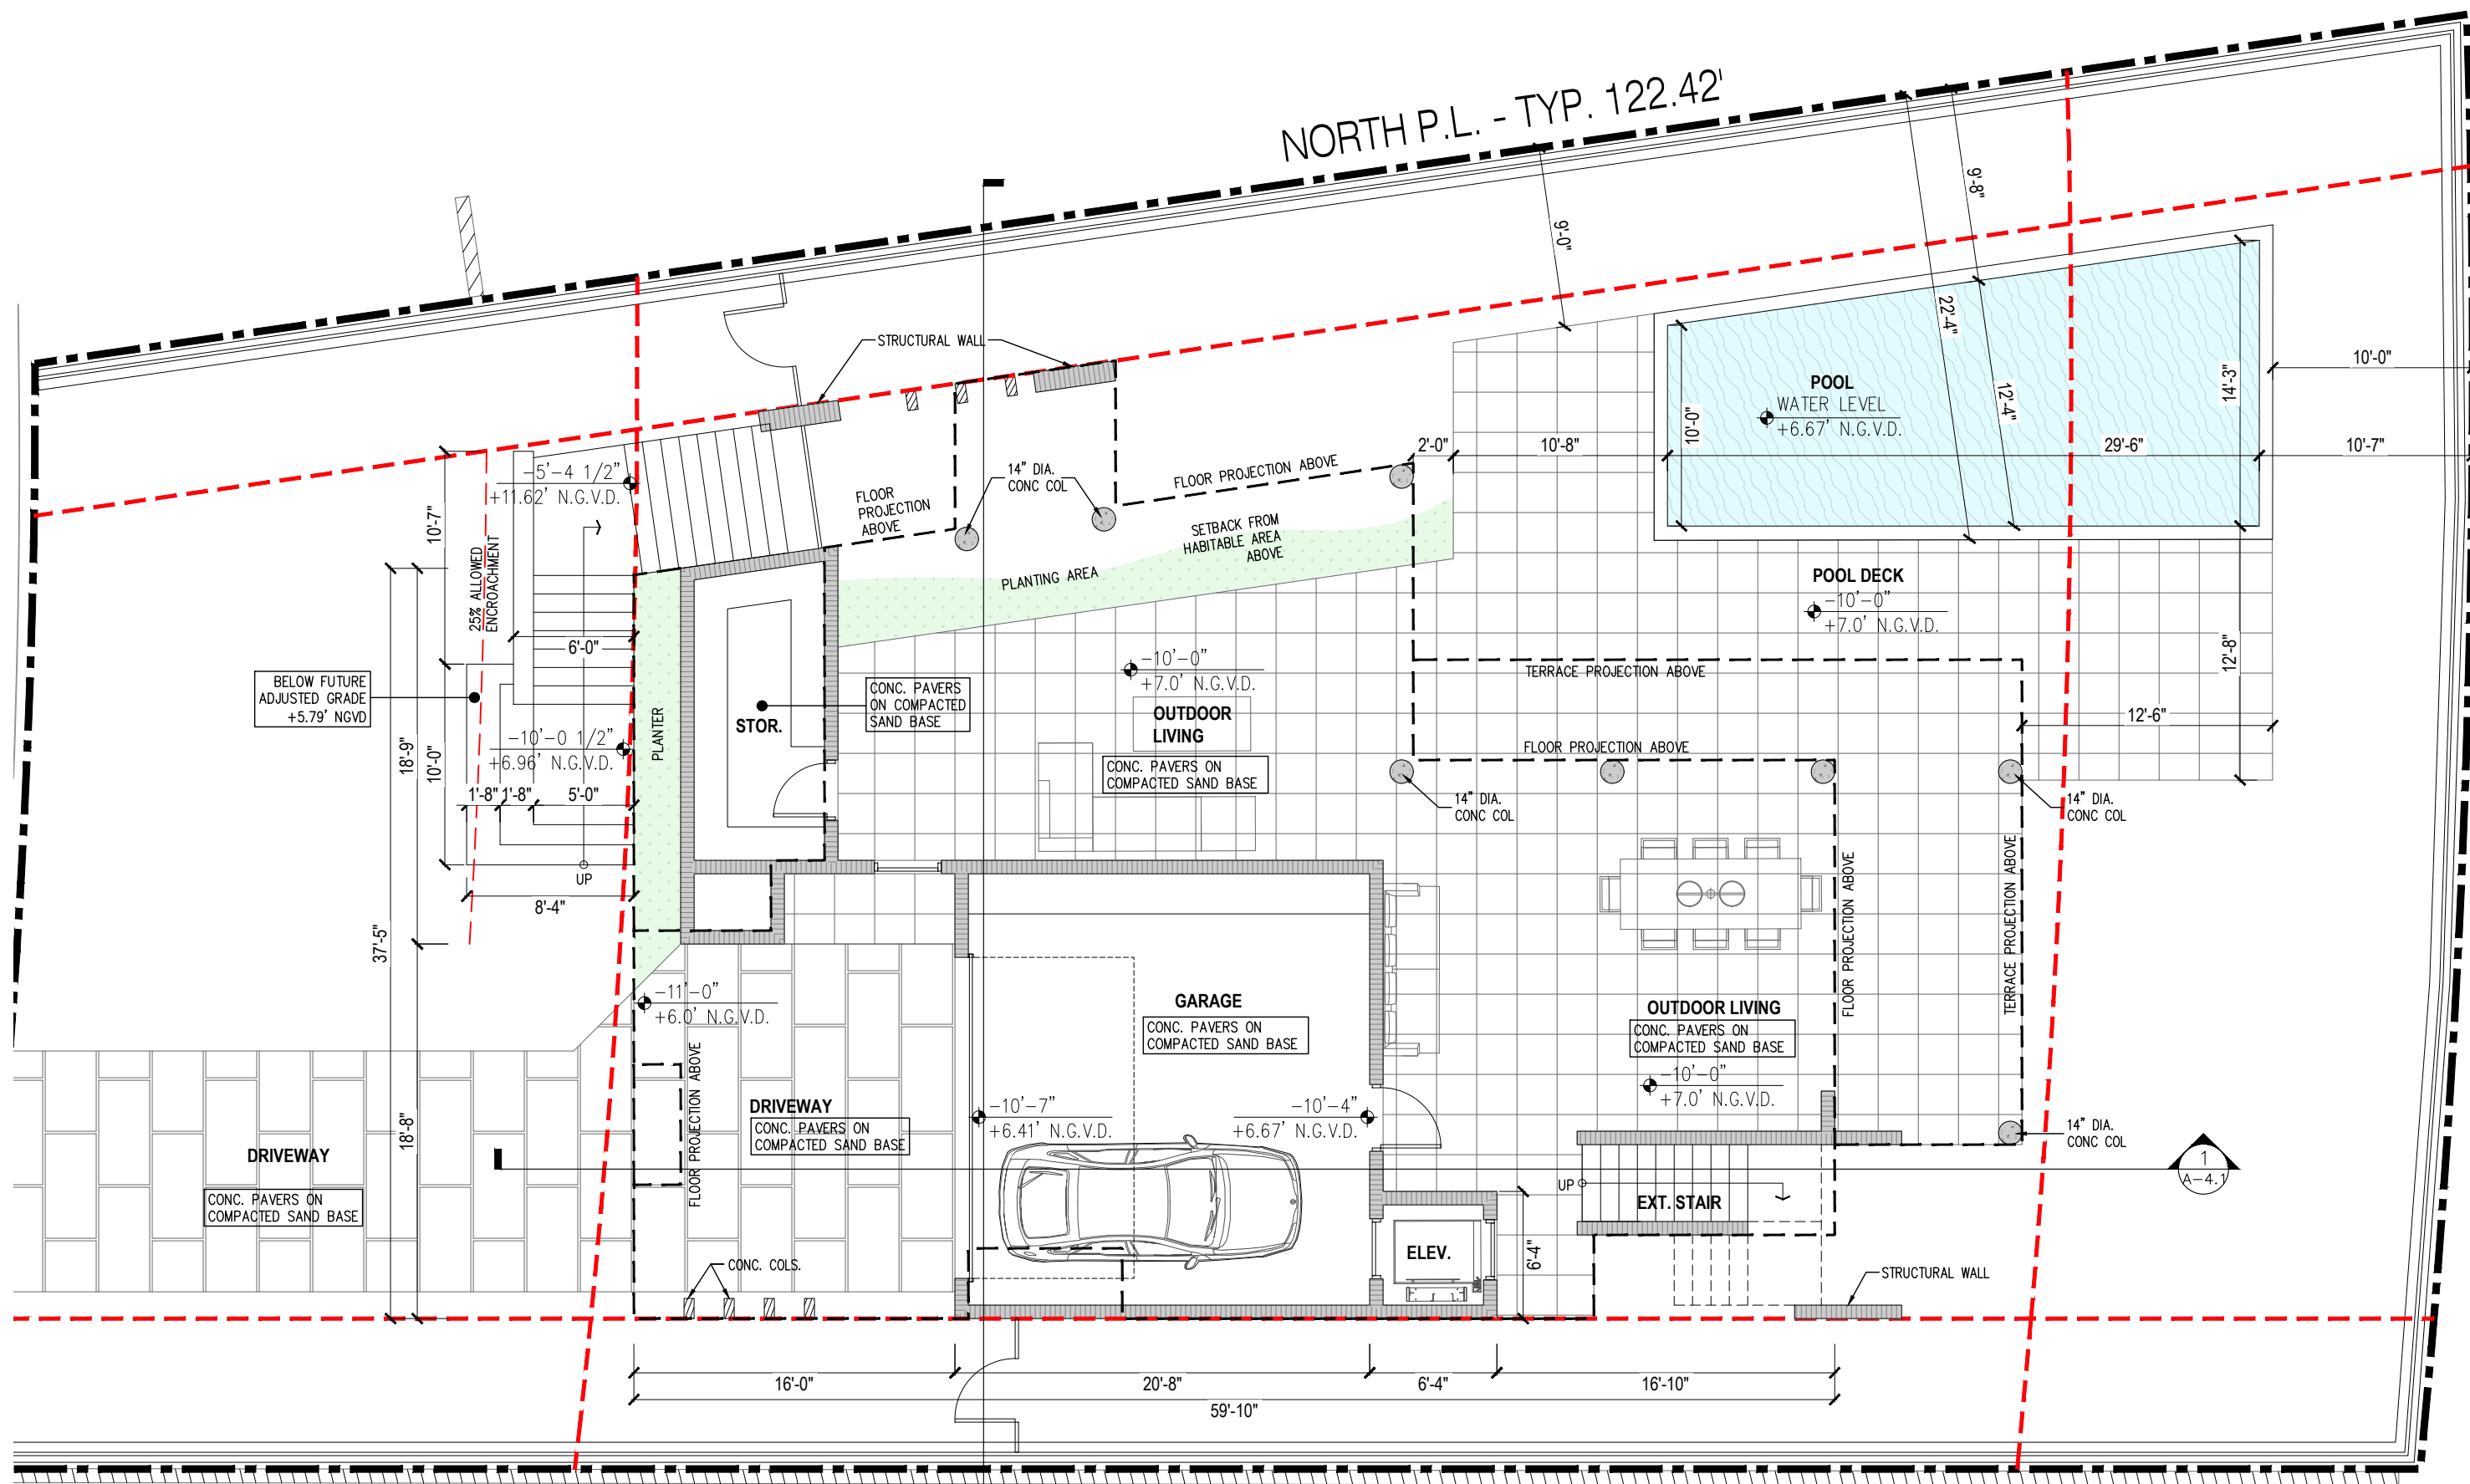 NORTH P.L. - TYP. 122.42'
9'-8"
9'-0"
22'-4"
STRUCTURAL WALL
10'-0"
POOL
WATER LEVEL
+6.67' N.G.V.D.
14'-3"
12'-4"
10'-0"
2'-0"
10'-8"
29'-6"
10'-7"
-5'-4 1/2"
+11.62' N.G.V.D.
14" DIA.
CONC COL
FLOOR PROJECTION ABOVE
FLOOR
PROJECTION
ABOVE
SETBACK FROM
HABITABLE AREA
ABOVE
PLANTING AREA
10'-7"
25% ALLOWED
ENCROACHMENT
POOL DECK
-10'-0"
+7.0' N.G.V.D.
6'-0"
BELOW FUTURE
ADJUSTED GRADE
+5.79' NGVD
-10'-0"
+7.0' N.G.V.D.
TERRACE PROJECTION ABOVE
12'-8"
CONC. PAVERS
ON COMPACTED
SAND BASE
STOR.
PLANTER
OUTDOOR
LIVING
12'-6"
FLOOR PROJECTION ABOVE
-10'-0 1/2"
+6.96' N.G.V.D.
18'-9"
10'-0"
CONC. PAVERS ON
COMPACTED SAND BASE
1'-8"
1'-8"
5'-0"
14" DIA.
CONC COL
14" DIA.
CONC COL
UP
8'-4"
37'-5"
FLOOR PROJECTION ABOVE
TERRACE PROJECTION ABOVE
-11'-0"
+6.0' N.G.V.D.
GARAGE
CONC. PAVERS ON
COMPACTED SAND BASE
OUTDOOR LIVING
CONC. PAVERS ON
COMPACTED SAND BASE
-10'-0"
+7.0' N.G.V.D.
FLOOR PROJECTION ABOVE
DRIVEWAY
CONC. PAVERS ON
COMPACTED SAND BASE
-10'-7"
+6.41' N.G.V.D.
-10'-4"
+6.67' N.G.V.D.
14" DIA.
CONC COL
18'-8"
DRIVEWAY
CONC. PAVERS ON
COMPACTED SAND BASE
1
A-4.1
UP
EXT. STAIR
ELEV.
6'-4"
CONC. COLS.
STRUCTURAL WALL
16'-0"
20'-8"
6'-4"
16'-10"
59'-10"